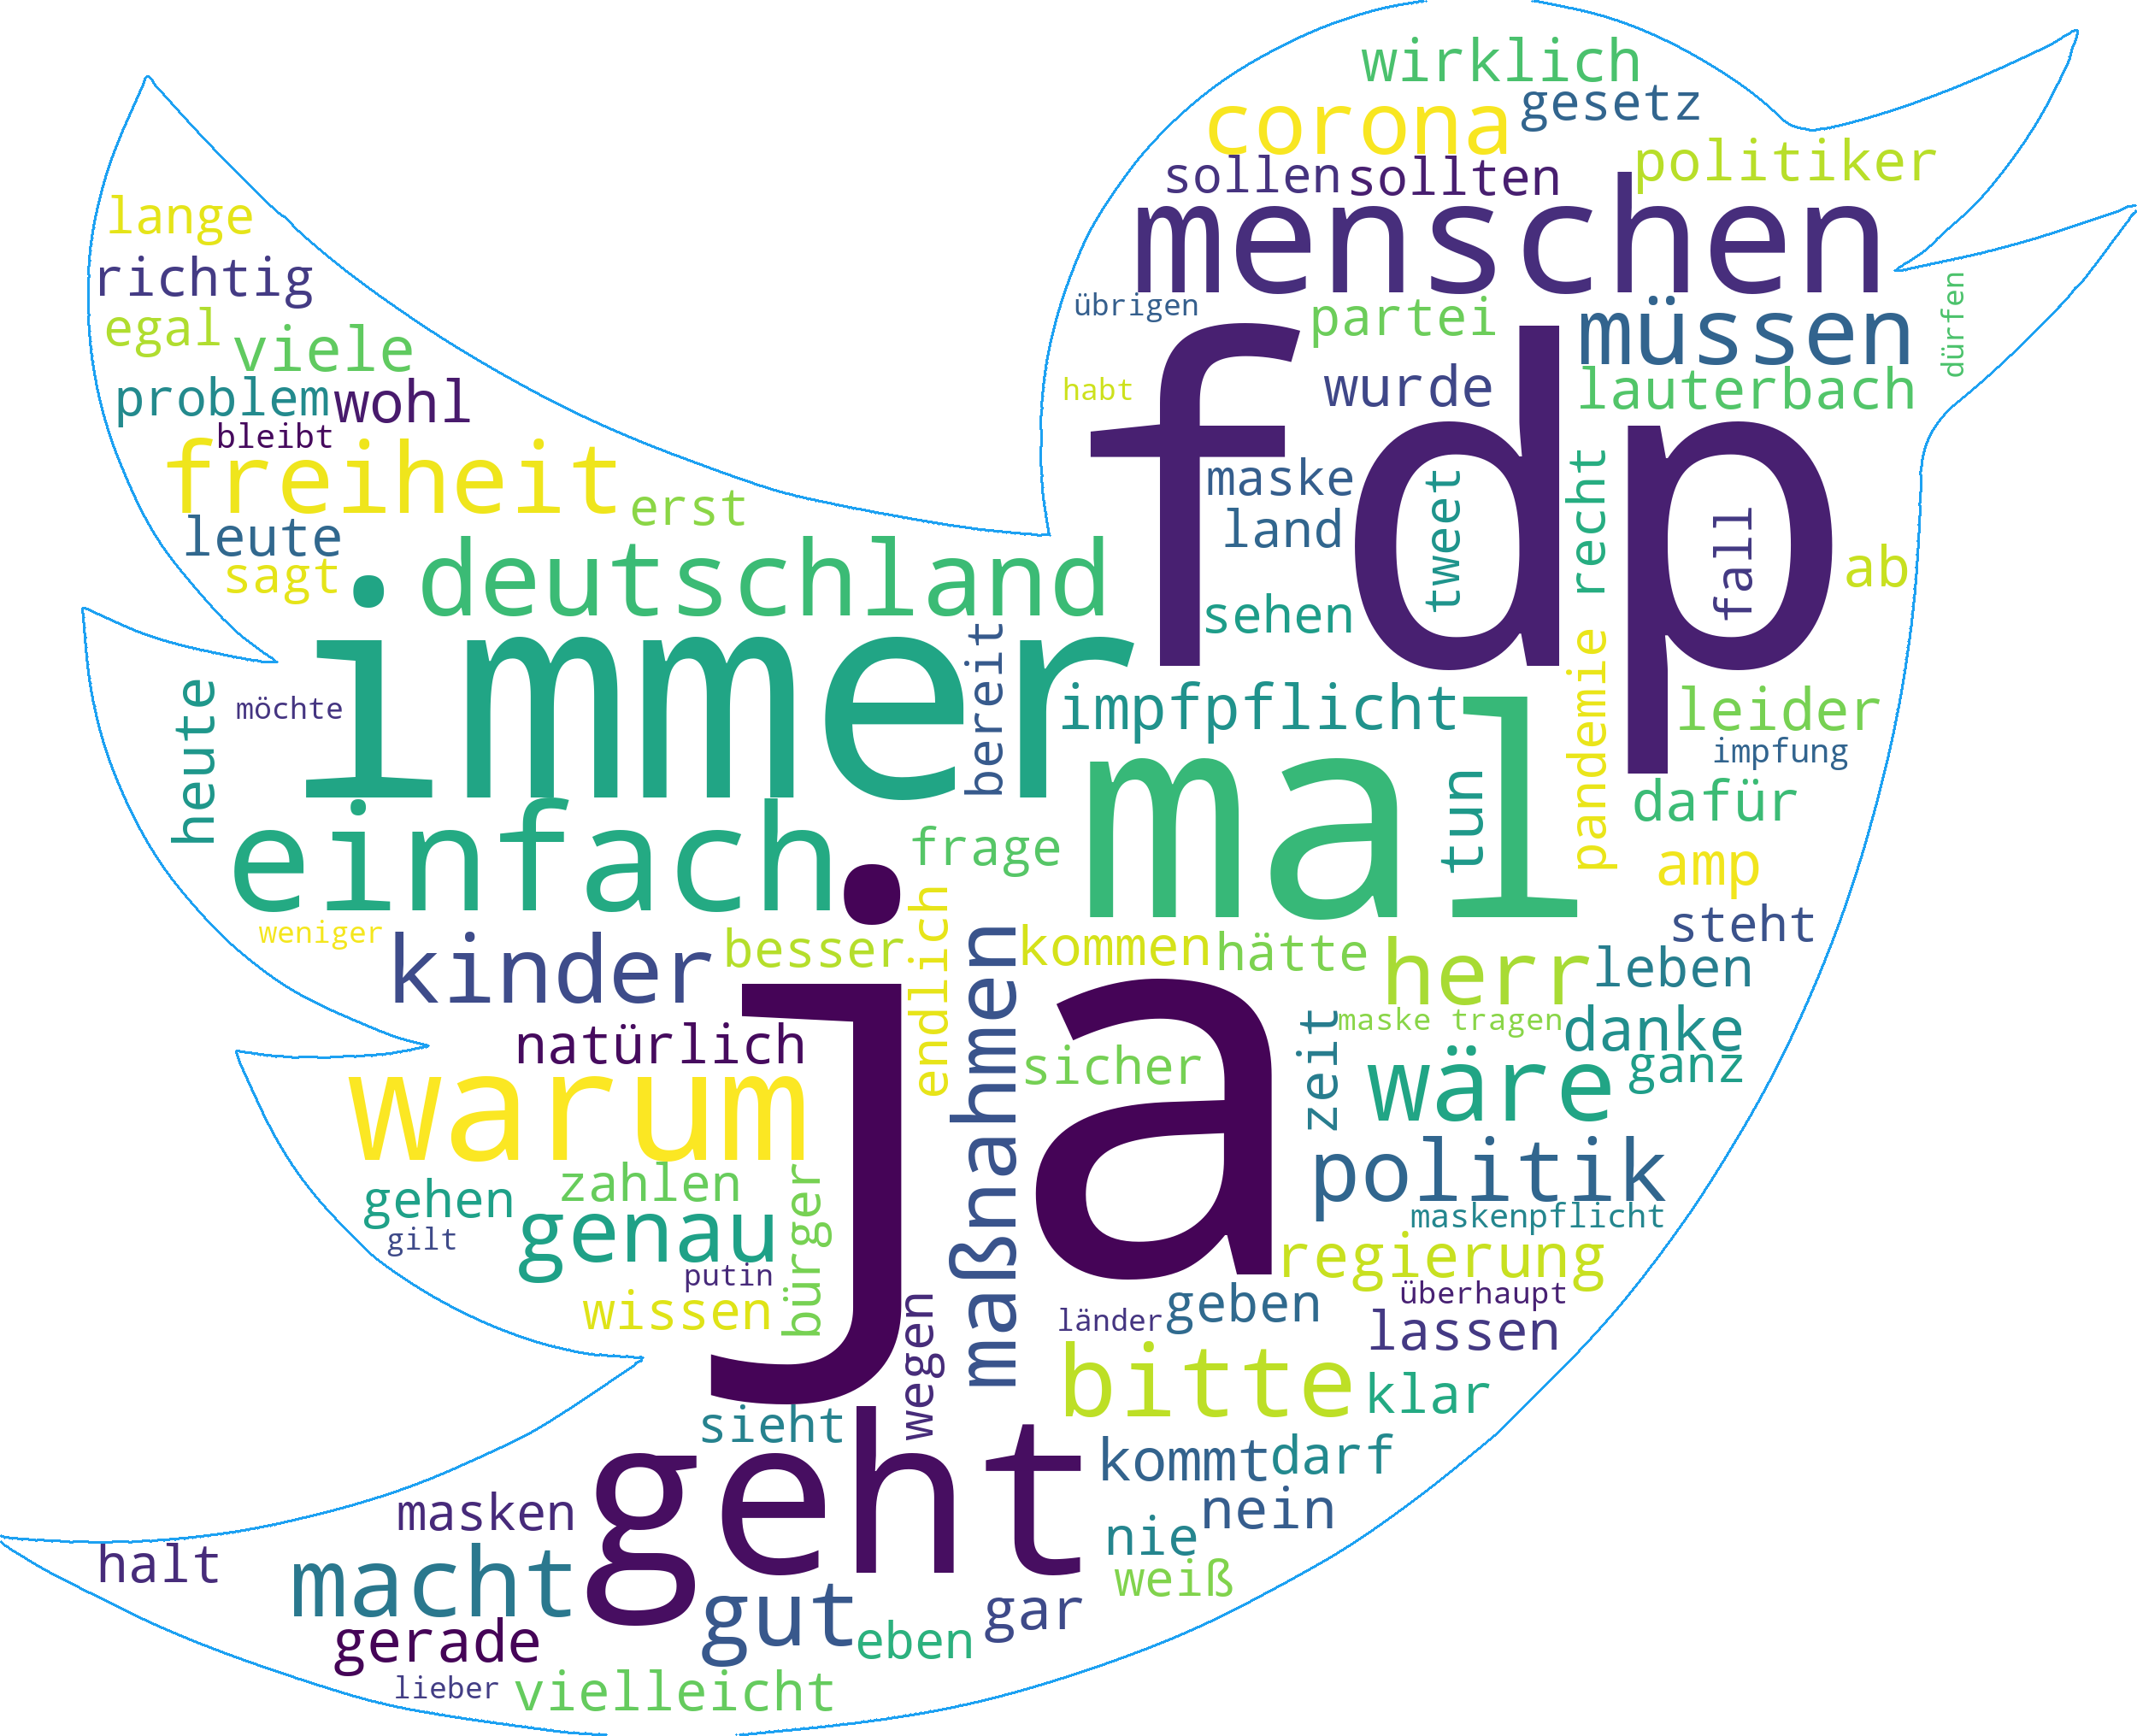 wirklich
corona
gesetz
sollen
sollten
politiker
menschen
lange
richtig
übrigen
partei
müssen
dürfen
egal
viele
problem
wohl
habt
wurde
lauterbach
bleibt
freiheit
erst
maske
tweet
recht
fall
leute
land
sagt
deutschland
fdp
ab
sehen
immer
bereit
impfpflicht
pandemie
leider
heute
möchte
impfung
mal
tun
dafür
einfach
frage
amp
weniger
kinder
besser
endlich
maßnahmen
kommen
hätte
herr
steht
leben
natürlich
ja
sicher
zeit
maske tragen
danke
ganz
warum
wäre
zahlen
bürger
politik
gehen
genau
gilt
maskenpflicht
regierung
putin
wissen
wegen
länder
geben
überhaupt
lassen
bitte
klar
sieht
geht
kommt
darf
masken
nein
halt
macht
nie
weiß
gut
gar
gerade
eben
lieber
vielleicht